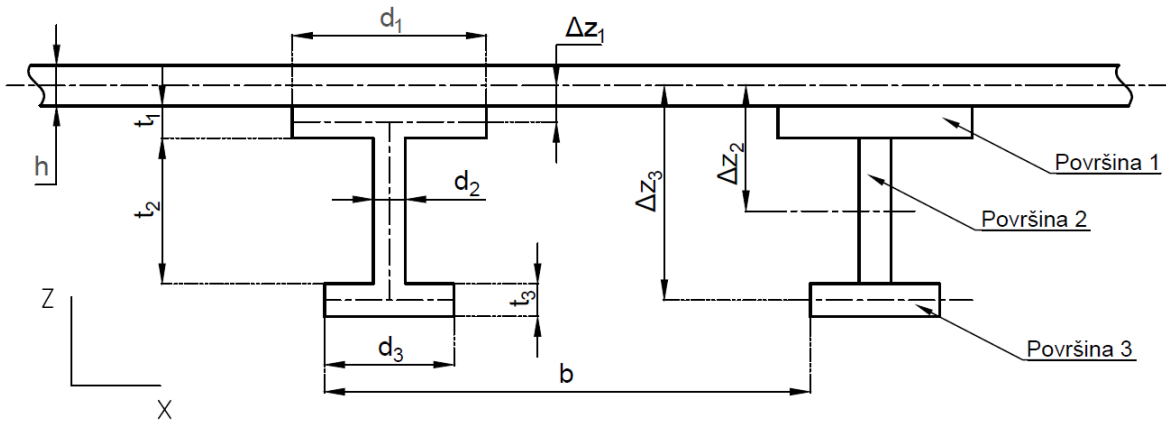 d₁
Δz₁
t₁
h
t₂
d₂
Δz₃
Δz₂
Površina 1
Površina 2
Z
t₃
d₃
Površina 3
b
X